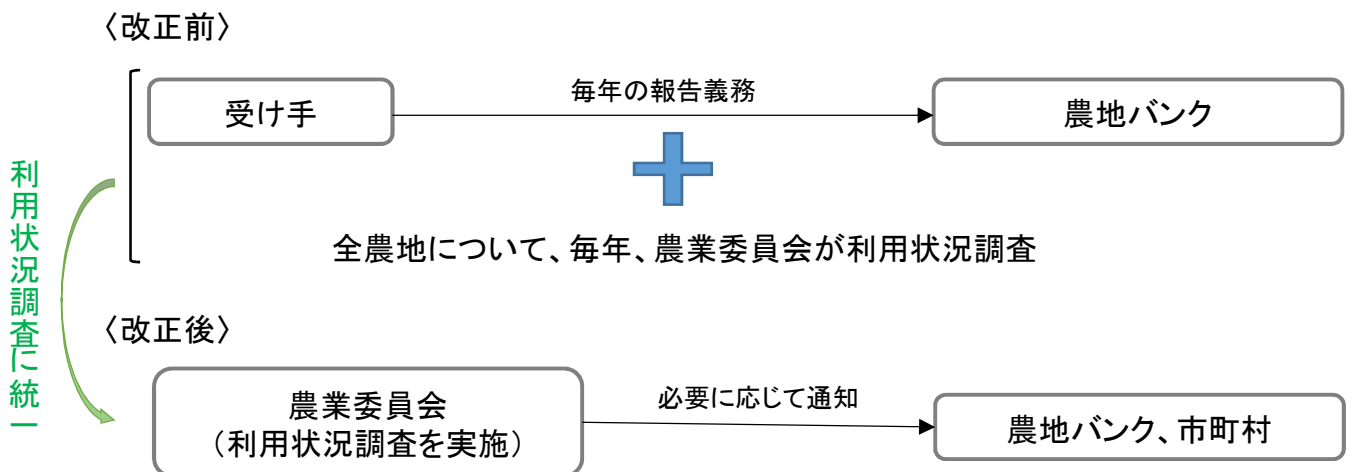 〈改正前〉
受け手
毎年の報告義務
農地バンク
全農地について、毎年、農業委員会が利用状況調査
利用状況調査に統一
〈改正後〉
農業委員会
(利用状況調査を実施)
必要に応じて通知
農地バンク、市町村